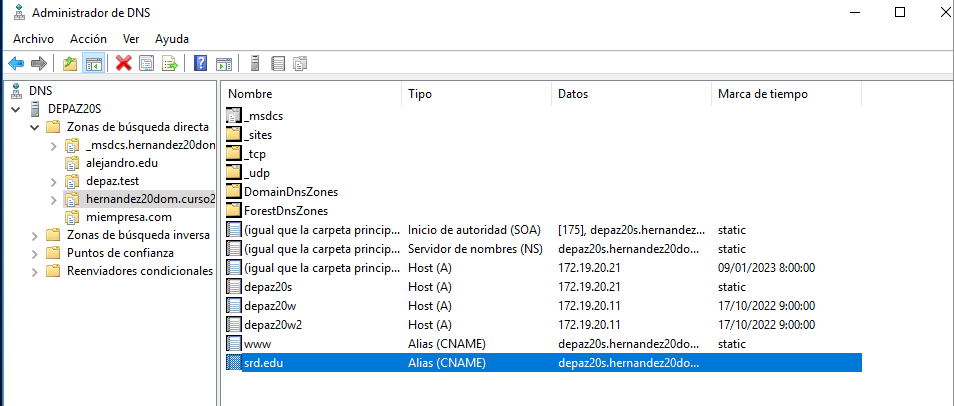 Administrador de DNS
Archivo Acción Ver Ayuda
DNS
DEPAZ20S
Zonas de búsqueda directa
_msdcs.hernandez20don
alejandro.edu
depaz.test
hernandez20dom.curso2
miempresa.com
Zonas de búsqueda inversa
Puntos de confianza
Reenviadores condicionales
Nombre Tipo Datos Marca de tiempo
_msdcs
_sites
_tcp
_udp
DomainDnsZones
ForestDnsZones
(igual que la carpeta princip... Inicio de autoridad (SOA) [175], depaz20s.hernandez... static
(igual que la carpeta princip... Servidor de nombres (NS) depaz20s.hernandez20do... static
(igual que la carpeta princip... Host (A) 172.19.20.21 09/01/2023 8:00:00
depaz20s Host (A) 172.19.20.21 static
depaz20w Host (A) 172.19.20.11 17/10/2022 9:00:00
depaz20w2 Host (A) 172.19.20.11 17/10/2022 9:00:00
www Alias (CNAME) depaz20s.hernandez20do... static
srd.edu Alias (CNAME) depaz20s.hernandez20do...